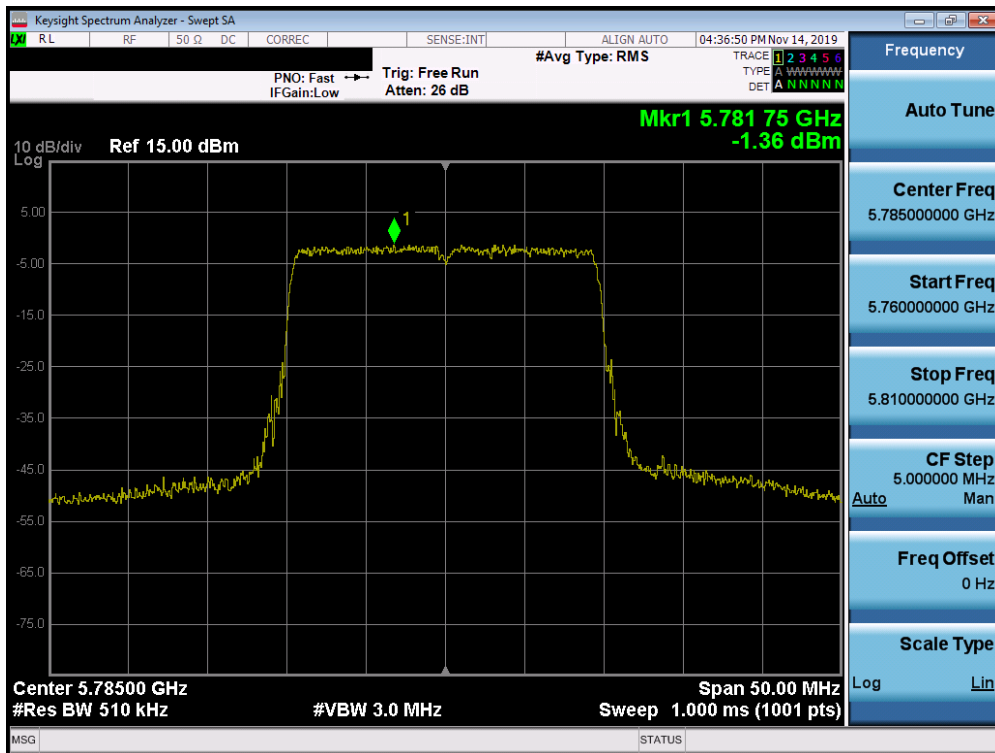 Keysight Spectrum Analyzer - Swept SA
LXI RL RF 50 Ω DC CORREC SENSE:INT ALIGN AUTO 04:36:50 PM Nov 14, 2019
#Avg Type: RMS TRACE 1 2 3 4 5 6
PNO: Fast Trig: Free Run TYPE A WWWWW
IFGain:Low Atten: 26 dB DET A N N N N N
Mkr1 5.781 75 GHz
-1.36 dBm
10 dB/div Ref 15.00 dBm
Log
1
5.00
-5.00
-15.0
-25.0
-35.0
-45.0
-55.0
-65.0
-75.0
Center 5.78500 GHz Span 50.00 MHz
#Res BW 510 kHz #VBW 3.0 MHz Sweep 1.000 ms (1001 pts)
MSG STATUS
Frequency
Auto Tune
Center Freq
5.785000000 GHz
Start Freq
5.760000000 GHz
Stop Freq
5.810000000 GHz
CF Step
5.000000 MHz
Auto Man
Freq Offset
0 Hz
Scale Type
Log Lin